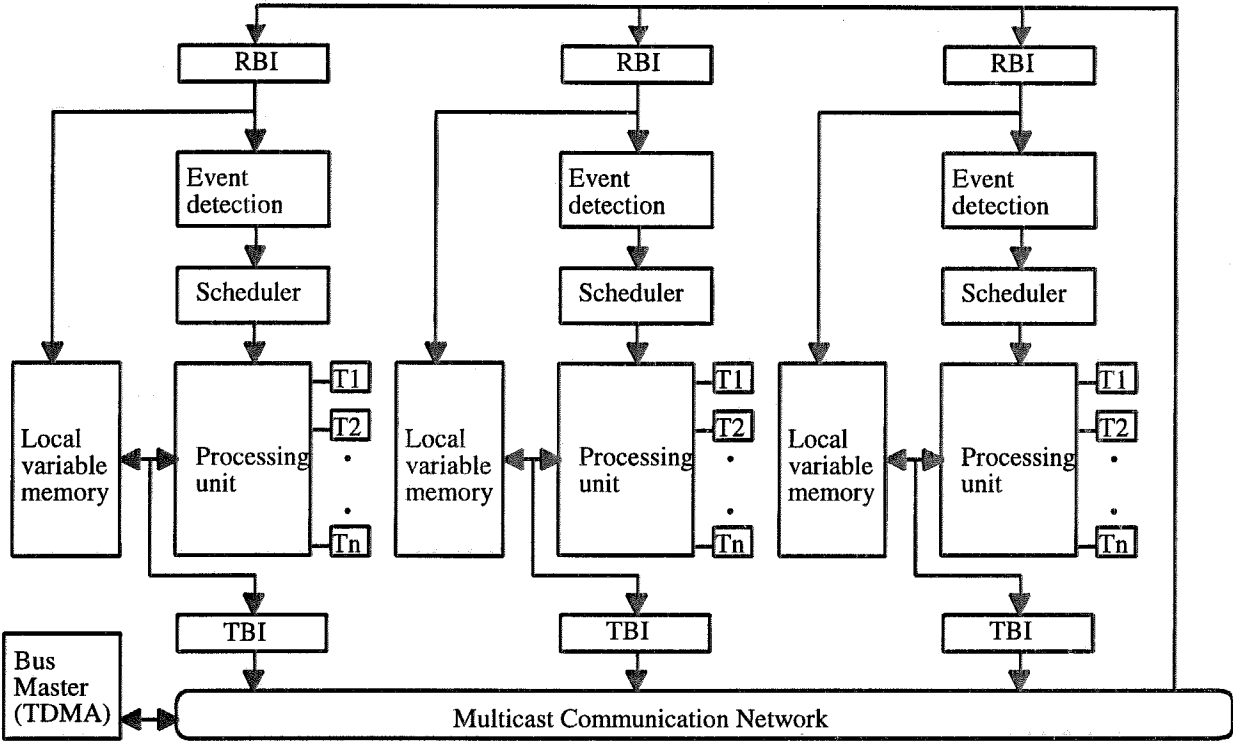 RBI
RBI
RBI
Event
detection
Event
detection
Event
detection
Scheduler
Scheduler
Scheduler
Local
variable
memory
Processing
unit
T1
T2
Tn
Local
variable
memory
Processing
unit
T1
T2
Tn
Local
variable
memory
Processing
unit
T1
T2
Tn
TBI
TBI
TBI
Bus
Master
(TDMA)
Multicast Communication Network